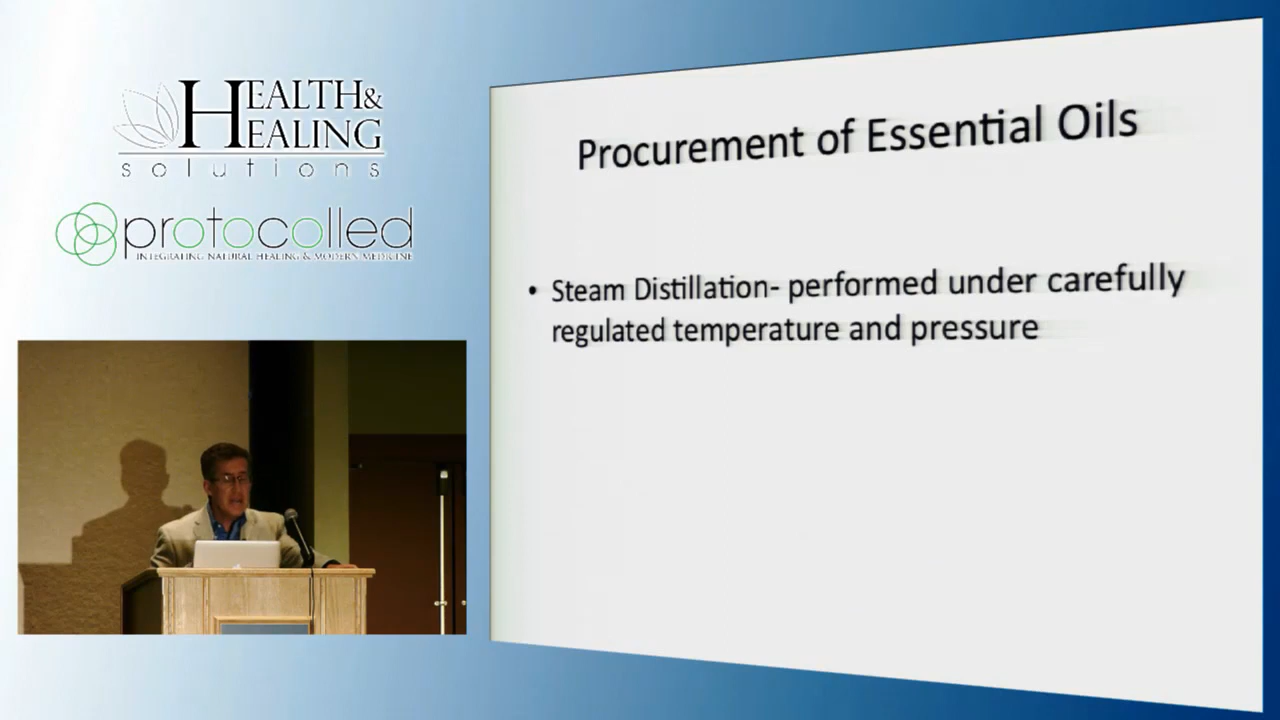 HEALTH&
HEALING
solutions
protocolled
INTEGRATING NATURAL HEALING & MODERN MEDICINE
Procurement of Essential Oils
• Steam Distillation- performed under carefully
regulated temperature and pressure